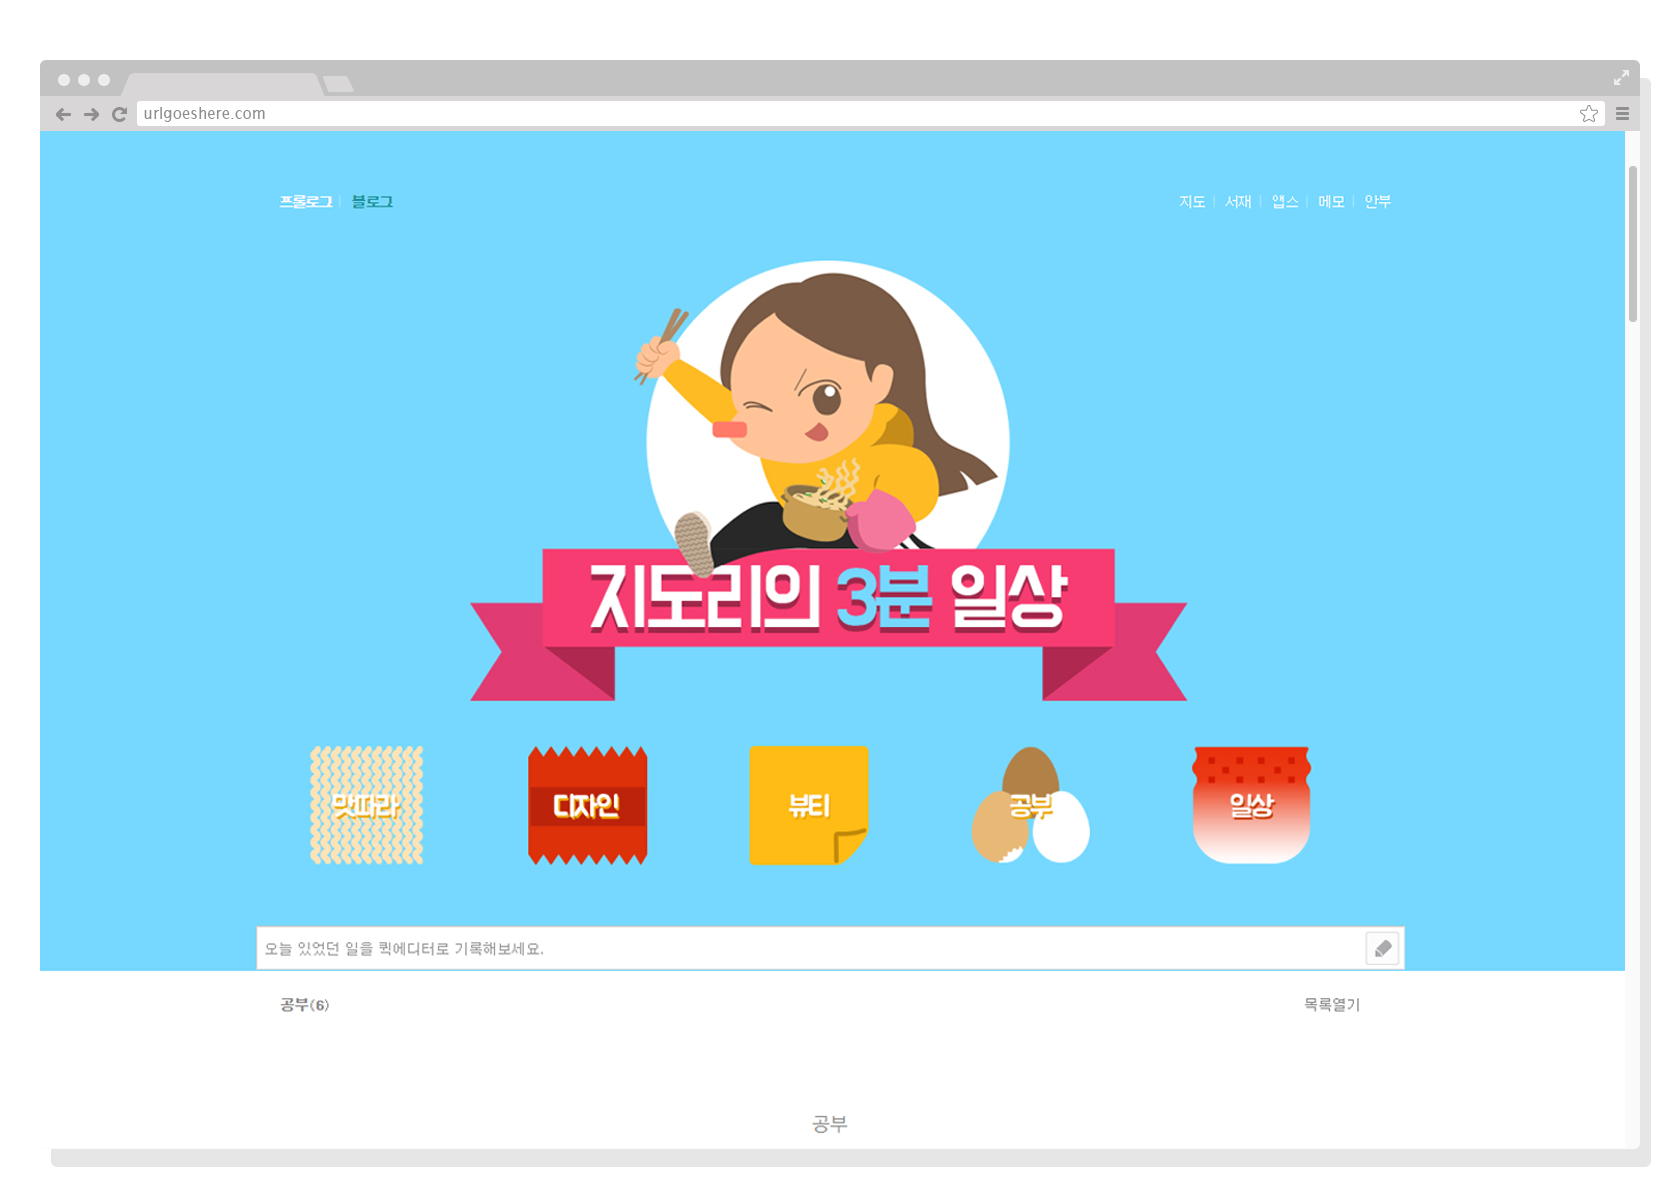 urlgoeshere.com
프롤로그 | 블로그
지도 | 서재 | 앱스 | 메모 | 안부
지도리의 3분 일상
맛따라
디자인
뷰티
공부
일상
오늘 있었던 일을 퀵에디터로 기록해보세요.
공부(6)
목록열기
공부